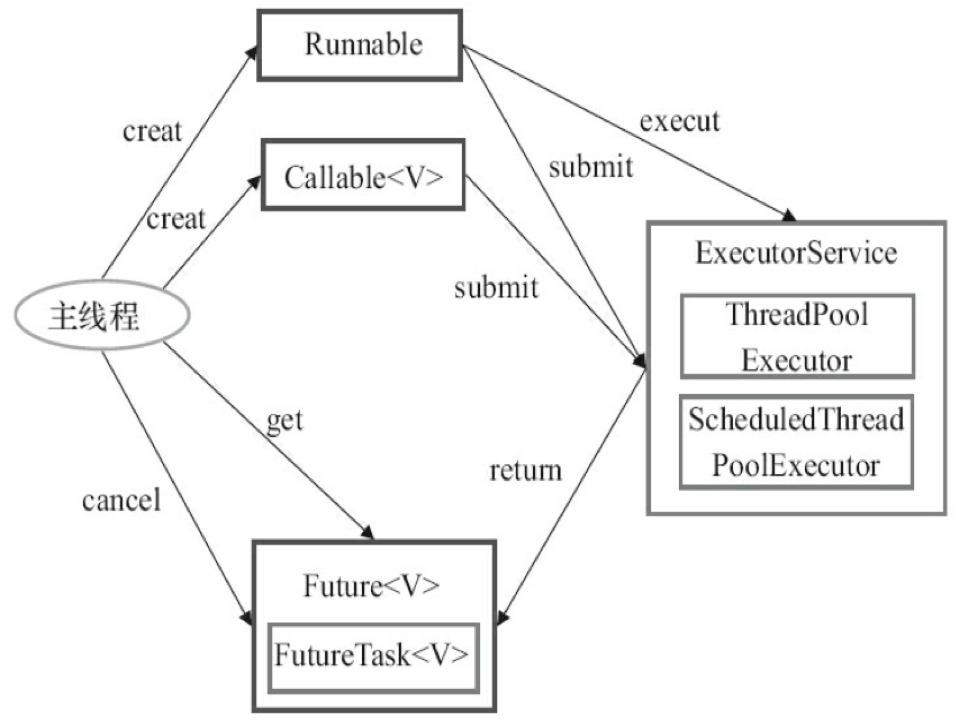 Runnable
creat
execut
submit
Callable<V>
creat
submit
ExecutorService
主线程
ThreadPool
Executor
get
ScheduledThread
PoolExecutor
return
cancel
Future<V>
FutureTask<V>